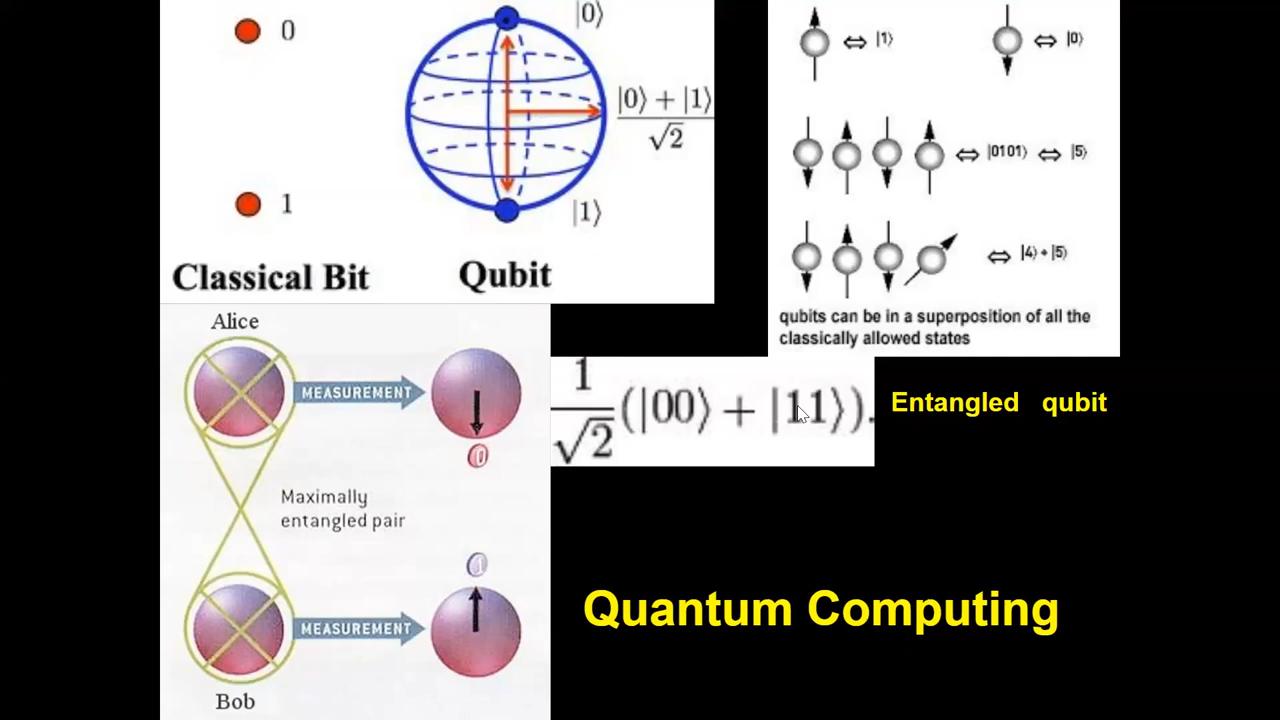 0
1
Classical Bit
|0⟩
|0⟩ + |1⟩
√2
|1⟩
Qubit
⇔ |1⟩
⇔ |0⟩
⇔ |0101⟩ ⇔ |5⟩
⇔ |4⟩ + |5⟩
qubits can be in a superposition of all the
classically allowed states
Alice
MEASUREMENT
0
Maximally
entangled pair
1
MEASUREMENT
Bob
1
√2
(|00⟩ + |11⟩).
Entangled qubit
Quantum Computing